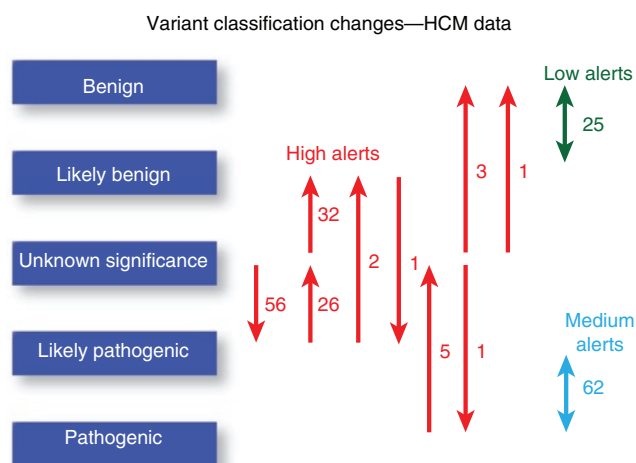 Variant classification changes—HCM data
Benign
Low alerts
25
Likely benign
High alerts
3
1
32
Unknown significance
2
1
56
26
Likely pathogenic
5
1
Medium
alerts
62
Pathogenic